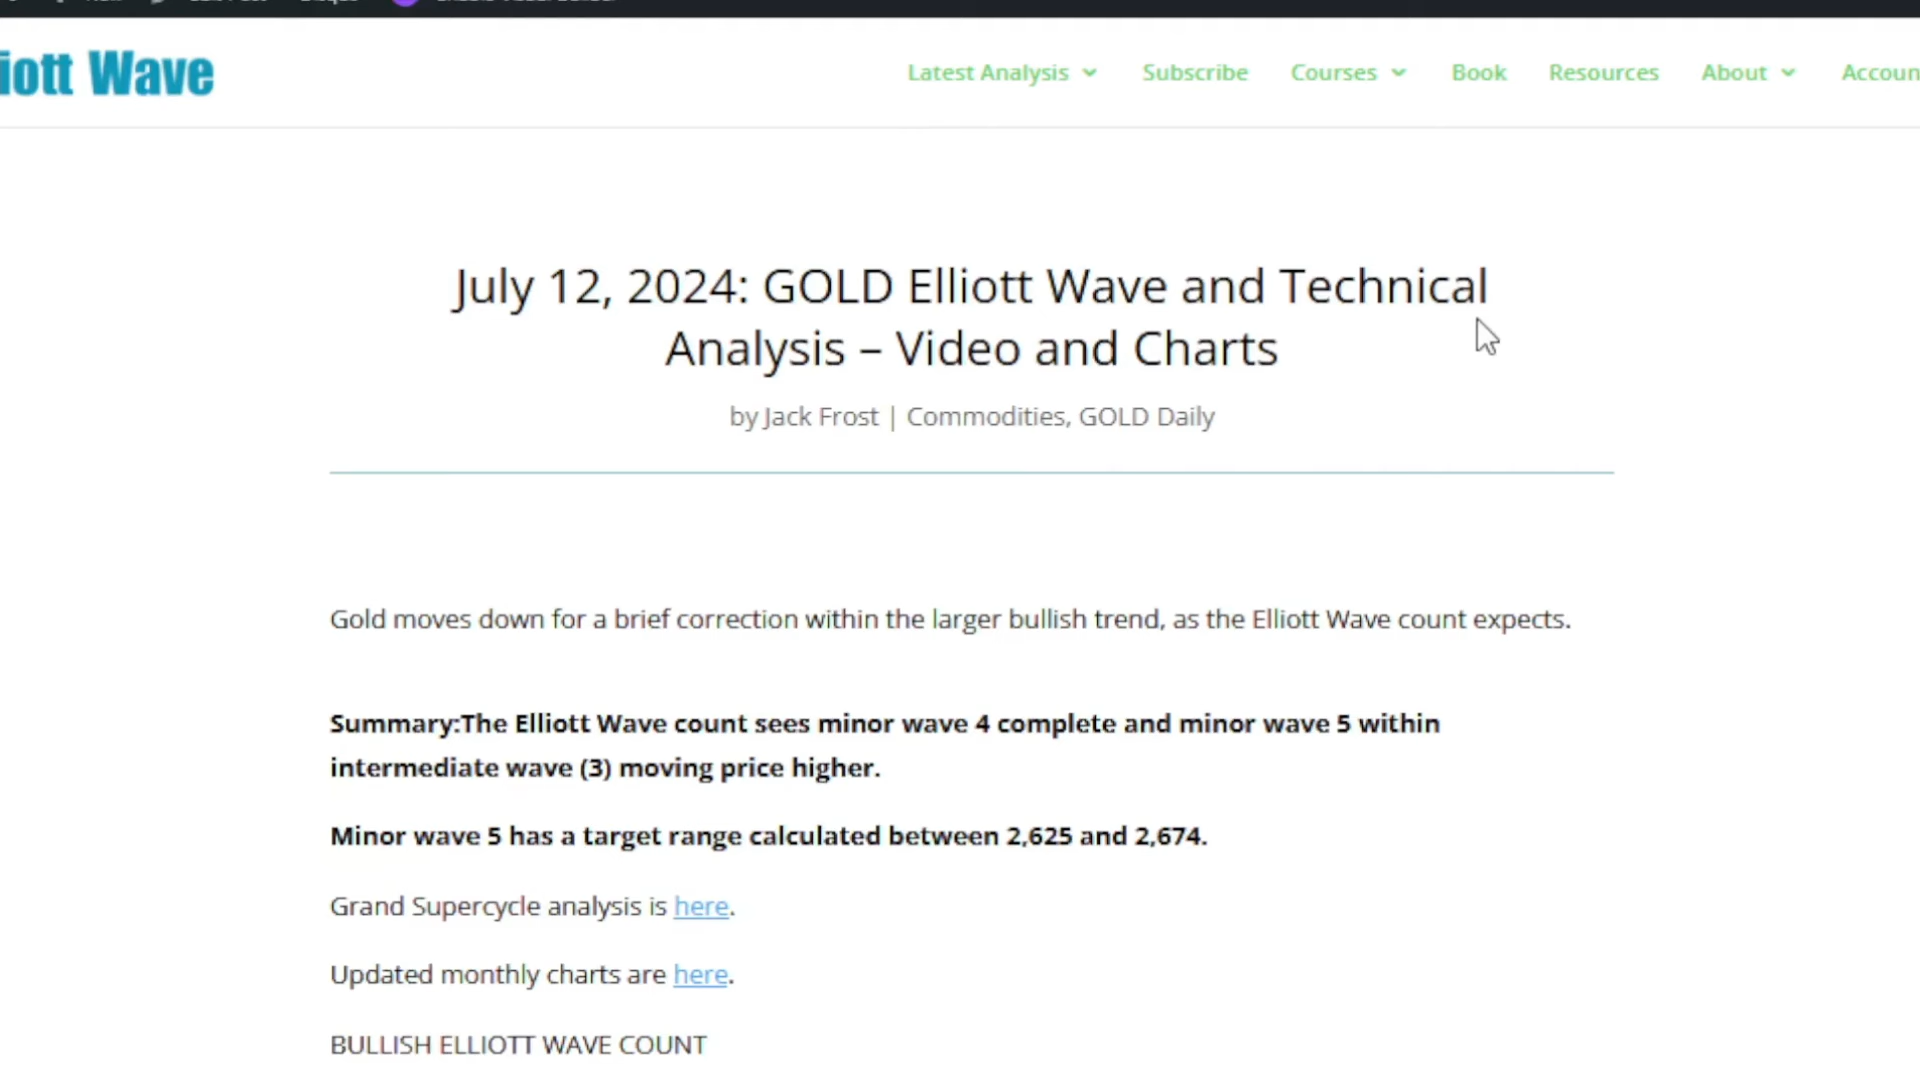 iott Wave
Latest Analysis Subscribe Courses Book Resources About Accoun
July 12, 2024: GOLD Elliott Wave and Technical
Analysis – Video and Charts
by Jack Frost | Commodities, GOLD Daily
Gold moves down for a brief correction within the larger bullish trend, as the Elliott Wave count expects.
Summary:The Elliott Wave count sees minor wave 4 complete and minor wave 5 within
intermediate wave (3) moving price higher.
Minor wave 5 has a target range calculated between 2,625 and 2,674.
Grand Supercycle analysis is here.
Updated monthly charts are here.
BULLISH ELLIOTT WAVE COUNT